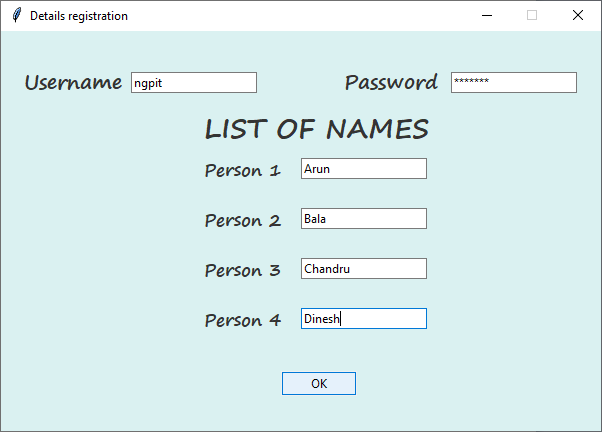 Details registration
Username ngpit Password *******
LIST OF NAMES
Person 1 Arun
Person 2 Bala
Person 3 Chandru
Person 4 Dinesh
OK